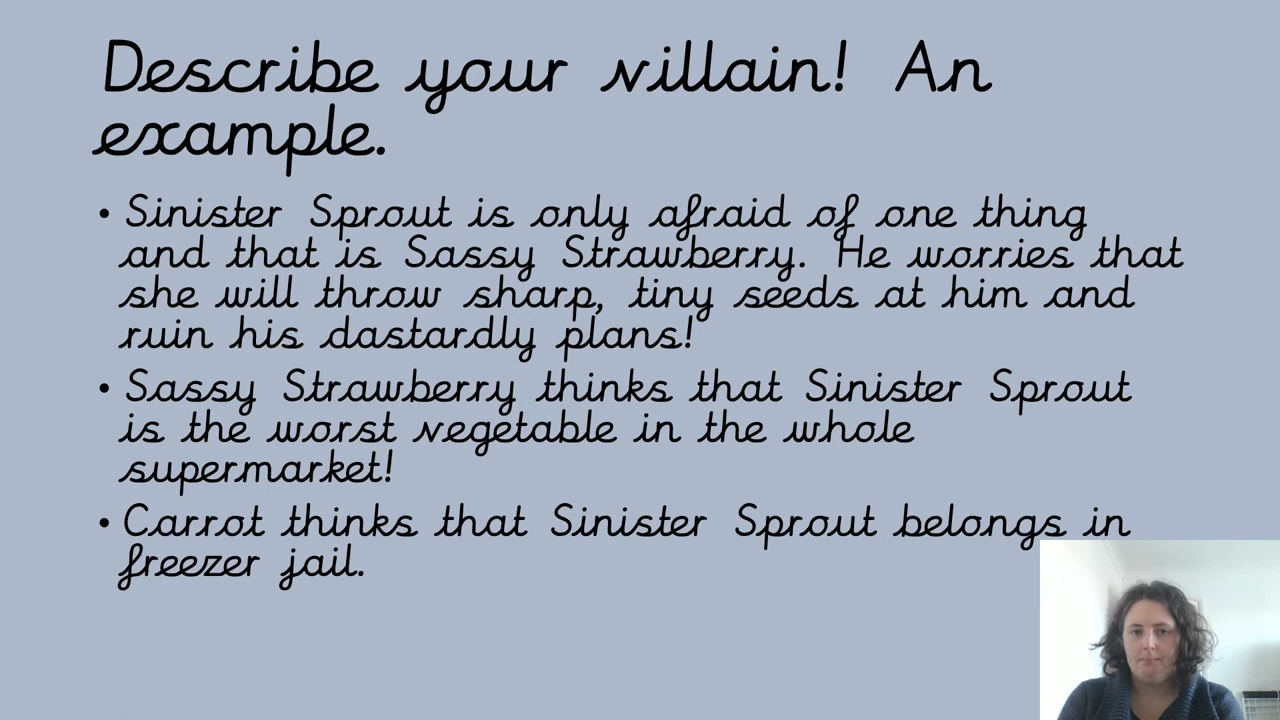 Describe your villain! An
example.
• Sinister Sprout is only afraid of one thing
and that is Sassy Strawberry. He worries that
she will throw sharp, tiny seeds at him and
ruin his dastardly plans!
• Sassy Strawberry thinks that Sinister Sprout
is the worst vegetable in the whole
supermarket!
• Carrot thinks that Sinister Sprout belongs in
freezer jail.